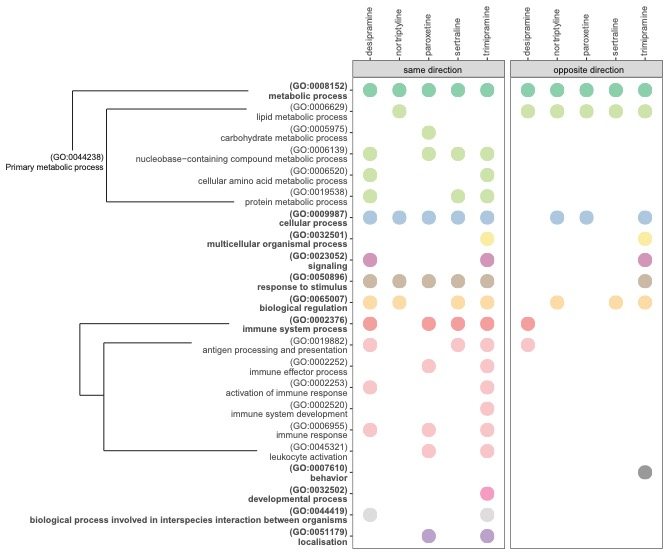 desipramine
nortriptyline
paroxetine
sertraline
trimipramine
desipramine
nortriptyline
paroxetine
sertraline
trimipramine
same direction
opposite direction
(GO:0008152)
metabolic process
(GO:0006629)
lipid metabolic process
(GO:0005975)
carbohydrate metabolic process
(GO:0044238)
Primary metabolic process
(GO:0006139)
nucleobase−containing compound metabolic process
(GO:0006520)
cellular amino acid metabolic process
(GO:0019538)
protein metabolic process
(GO:0009987)
cellular process
(GO:0032501)
multicellular organismal process
(GO:0023052)
signaling
(GO:0050896)
response to stimulus
(GO:0065007)
biological regulation
(GO:0002376)
immune system process
(GO:0019882)
antigen processing and presentation
(GO:0002252)
immune effector process
(GO:0002253)
activation of immune response
(GO:0002520)
immune system development
(GO:0006955)
immune response
(GO:0045321)
leukocyte activation
(GO:0007610)
behavior
(GO:0032502)
developmental process
(GO:0044419)
biological process involved in interspecies interaction between organisms
(GO:0051179)
localisation